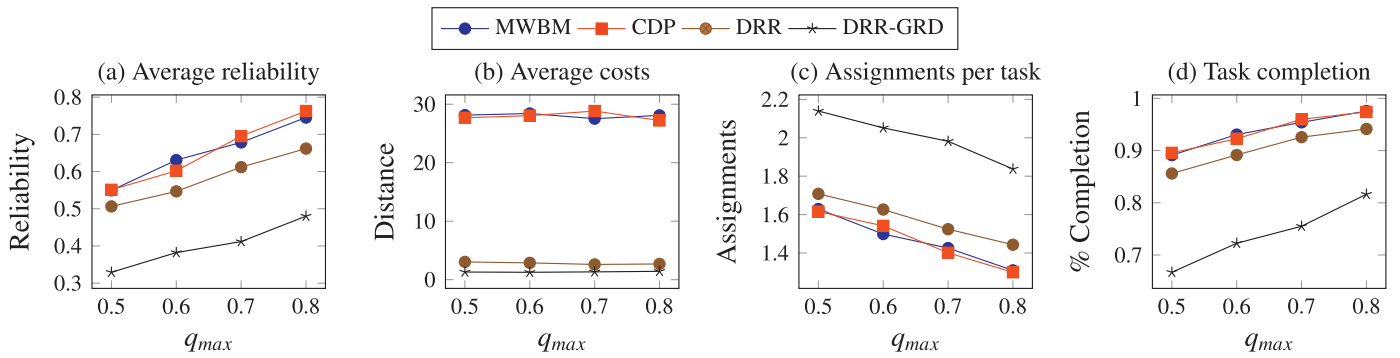 MWBM CDP DRR DRR-GRD
(a) Average reliability
Reliability
0.8
0.7
0.6
0.5
0.4
0.3
0.5 0.6 0.7 0.8
q_max
(b) Average costs
Distance
30
20
10
0
0.5 0.6 0.7 0.8
q_max
(c) Assignments per task
Assignments
2.2
2
1.8
1.6
1.4
0.5 0.6 0.7 0.8
q_max
(d) Task completion
% Completion
1
0.9
0.8
0.7
0.5 0.6 0.7 0.8
q_max